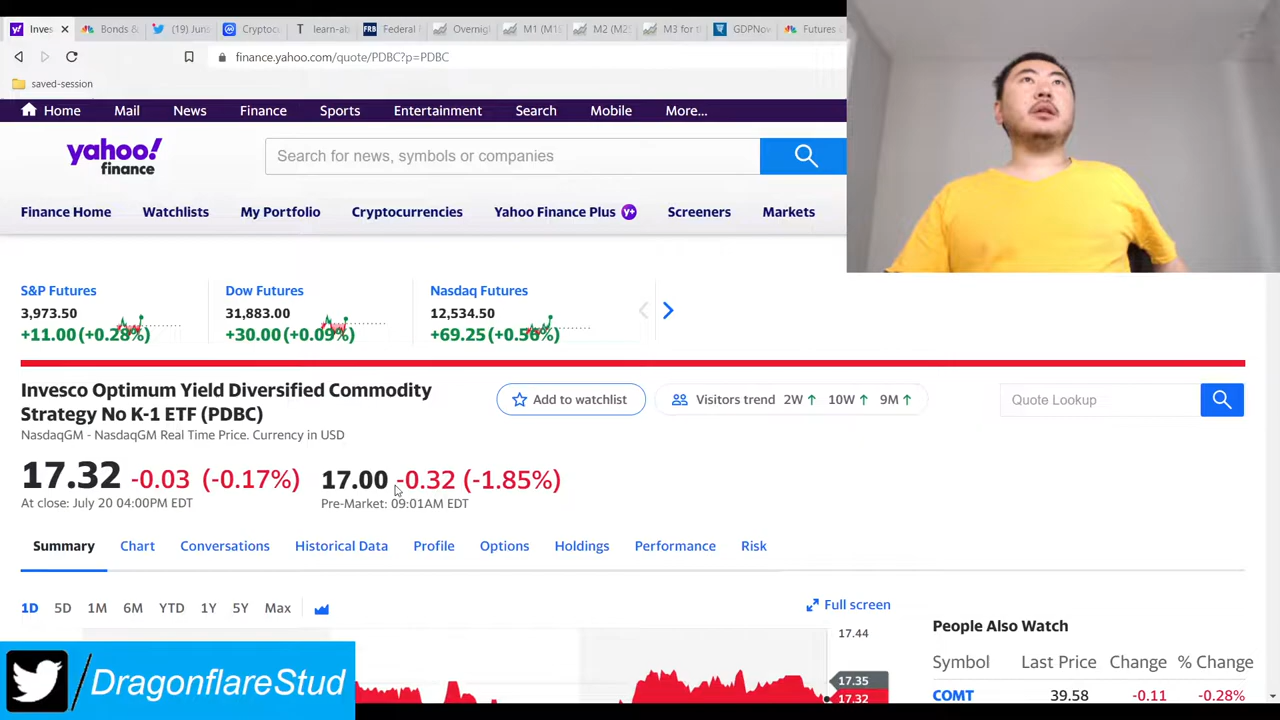 Inves
Bonds &
(19) Juni
Cryptoc
learn-ab
Federal
Overnig
M1 (M1S
M2 (M2S
M3 for t
GDPNow
Futures
finance.yahoo.com/quote/PDBC?p=PDBC
saved-session
Home Mail News Finance Sports Entertainment Search Mobile More...
yahoo!
finance
Search for news, symbols or companies
Finance Home Watchlists My Portfolio Cryptocurrencies Yahoo Finance Plus Y+ Screeners Markets
S&P Futures
3,973.50
+11.00 (+0.28%)
Dow Futures
31,883.00
+30.00 (+0.09%)
Nasdaq Futures
12,534.50
+69.25 (+0.56%)
Invesco Optimum Yield Diversified Commodity
Strategy No K-1 ETF (PDBC)
NasdaqGM - NasdaqGM Real Time Price. Currency in USD
Add to watchlist
Visitors trend 2W ↑ 10W ↑ 9M ↑
Quote Lookup
17.32 -0.03 (-0.17%)
At close: July 20 04:00PM EDT
17.00 -0.32 (-1.85%)
Pre-Market: 09:01AM EDT
Summary Chart Conversations Historical Data Profile Options Holdings Performance Risk
1D 5D 1M 6M YTD 1Y 5Y Max
Full screen
17.44
17.35
17.32
People Also Watch
Symbol Last Price Change % Change
COMT 39.58 -0.11 -0.28%
/DragonflareStud